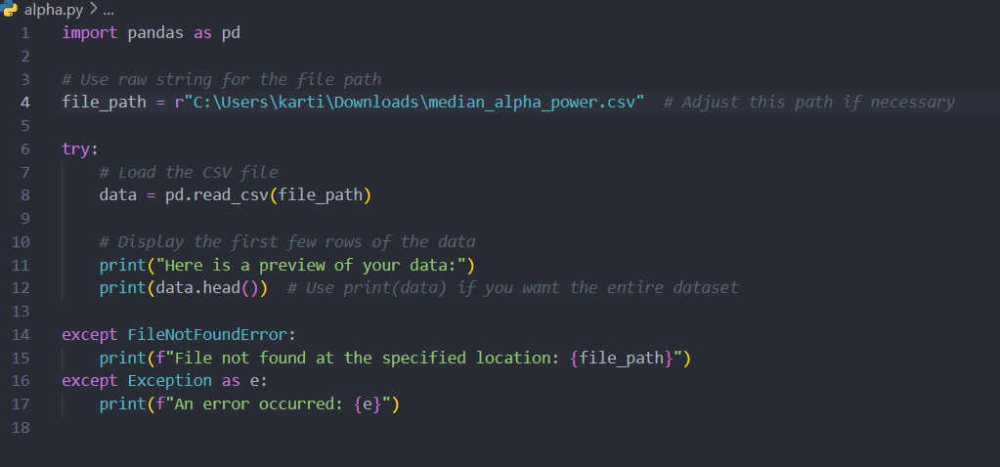 alpha.py > ...
1 import pandas as pd
2
3 # Use raw string for the file path
4 file_path = r"C:\Users\karti\Downloads\median_alpha_power.csv"  # Adjust this path if necessary
5
6 try:
7     # Load the CSV file
8     data = pd.read_csv(file_path)
9
10     # Display the first few rows of the data
11     print("Here is a preview of your data:")
12     print(data.head())  # Use print(data) if you want the entire dataset
13
14 except FileNotFoundError:
15     print(f"File not found at the specified location: {file_path}")
16 except Exception as e:
17     print(f"An error occurred: {e}")
18